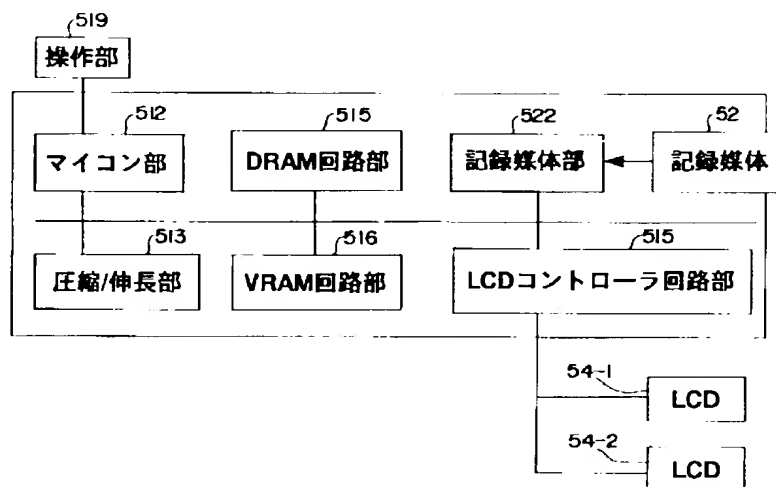 519
操作部
512
マイコン部
515
DRAM回路部
522
記録媒体部
52
記録媒体
513
圧縮/伸長部
516
VRAM回路部
515
LCDコントローラ回路部
54-1
LCD
54-2
LCD